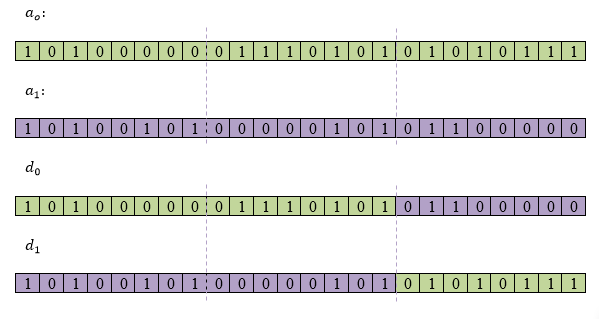 a₀:
1 0 1 0 0 0 0 0 0 1 1 1 0 1 0 1 0 1 0 1 0 1 1 1
a₁:
1 0 1 0 0 1 0 1 0 0 0 0 0 1 0 1 0 1 1 0 0 0 0 0
d₀
1 0 1 0 0 0 0 0 0 1 1 1 0 1 0 1 0 1 1 0 0 0 0 0
d₁
1 0 1 0 0 1 0 1 0 0 0 0 0 1 0 1 0 1 0 1 0 1 1 1